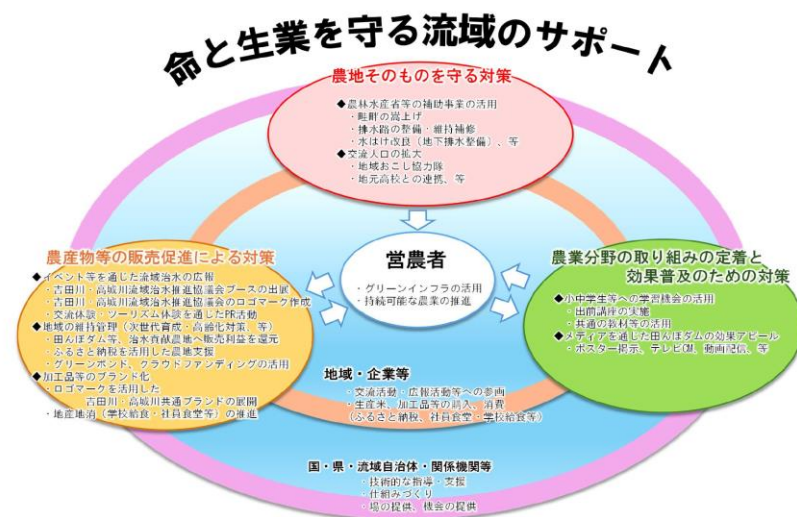 命と生業を守る流域のサポート
農地そのものを守る対策
◆農林水産省等の補助事業の活用
・畦畔の嵩上げ
・排水路の整備・維持補修
・水はけ改良（地下排水整備）、等
◆交流人口の拡大
・地域おこし協力隊
・地元高校との連携、等
農産物等の販売促進による対策
◆イベント等を通じた流域治水の広報
・吉田川・高城川流域治水推進協議会ブースの出展
・吉田川・高城川流域治水推進協議会のロゴマーク作成
・交流体験・ツーリズム体験を通じたPR活動
◆地域の維持管理（次世代育成・高齢化対策、等）
・田んぼダム等、治水貢献農地へ販売利益を還元
・ふるさと納税を活用した農地支援
・グリーンボンド、クラウドファンディングの活用
◆加工品等のブランド化
・ロゴマークを活用した
吉田川・高城川共通ブランドの展開
・地産地消（学校給食・社員食堂等）の推進
営農者
・グリーンインフラの活用
・持続可能な農業の推進
農業分野の取り組みの定着と
効果普及のための対策
◆小中学生等への学習機会の活用
・出前講座の実施
・共通の教材等の活用
◆メディアを通じた田んぼダムの効果アピール
・ポスター掲示、テレビCM、動画配信、等
地域・企業等
・交流活動・広報活動等への参画
・生産米、加工品等の購入、消費
（ふるさと納税、社員食堂・学校給食等）
国・県・流域自治体・関係機関等
・技術的な指導・支援
・仕組みづくり
・場の提供、機会の提供